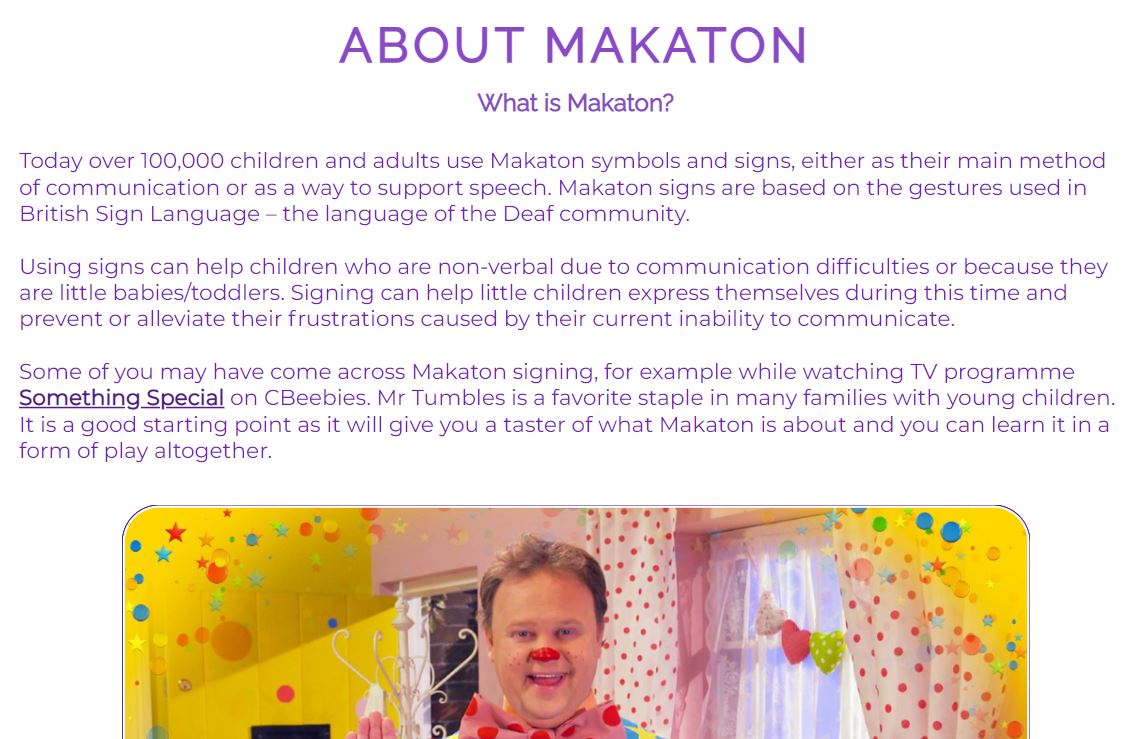 ABOUT MAKATON
What is Makaton?
Today over 100,000 children and adults use Makaton symbols and signs, either as their main method
of communication or as a way to support speech. Makaton signs are based on the gestures used in
British Sign Language – the language of the Deaf community.
Using signs can help children who are non-verbal due to communication difficulties or because they
are little babies/toddlers. Signing can help little children express themselves during this time and
prevent or alleviate their frustrations caused by their current inability to communicate.
Some of you may have come across Makaton signing, for example while watching TV programme
Something Special on CBeebies. Mr Tumbles is a favorite staple in many families with young children.
It is a good starting point as it will give you a taster of what Makaton is about and you can learn it in a
form of play altogether.